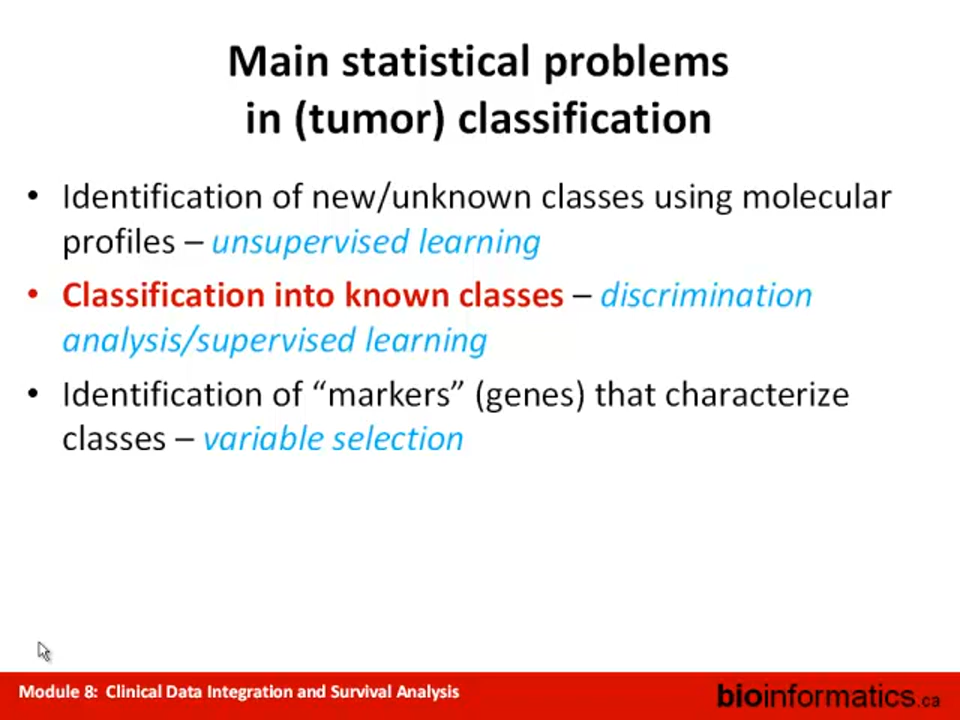 Main statistical problems
in (tumor) classification
• Identification of new/unknown classes using molecular
profiles – unsupervised learning
• Classification into known classes – discrimination
analysis/supervised learning
• Identification of “markers” (genes) that characterize
classes – variable selection
Module 8: Clinical Data Integration and Survival Analysis
bioinformatics.ca